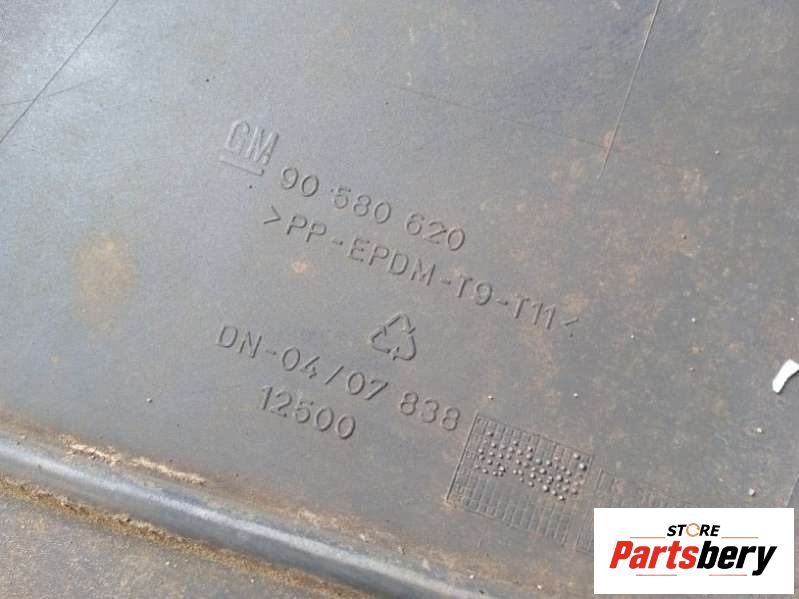 GM
90 580 620
>PP-EPDM-T9-T11<
DN-04/07 838
12500
STORE
Partsbery